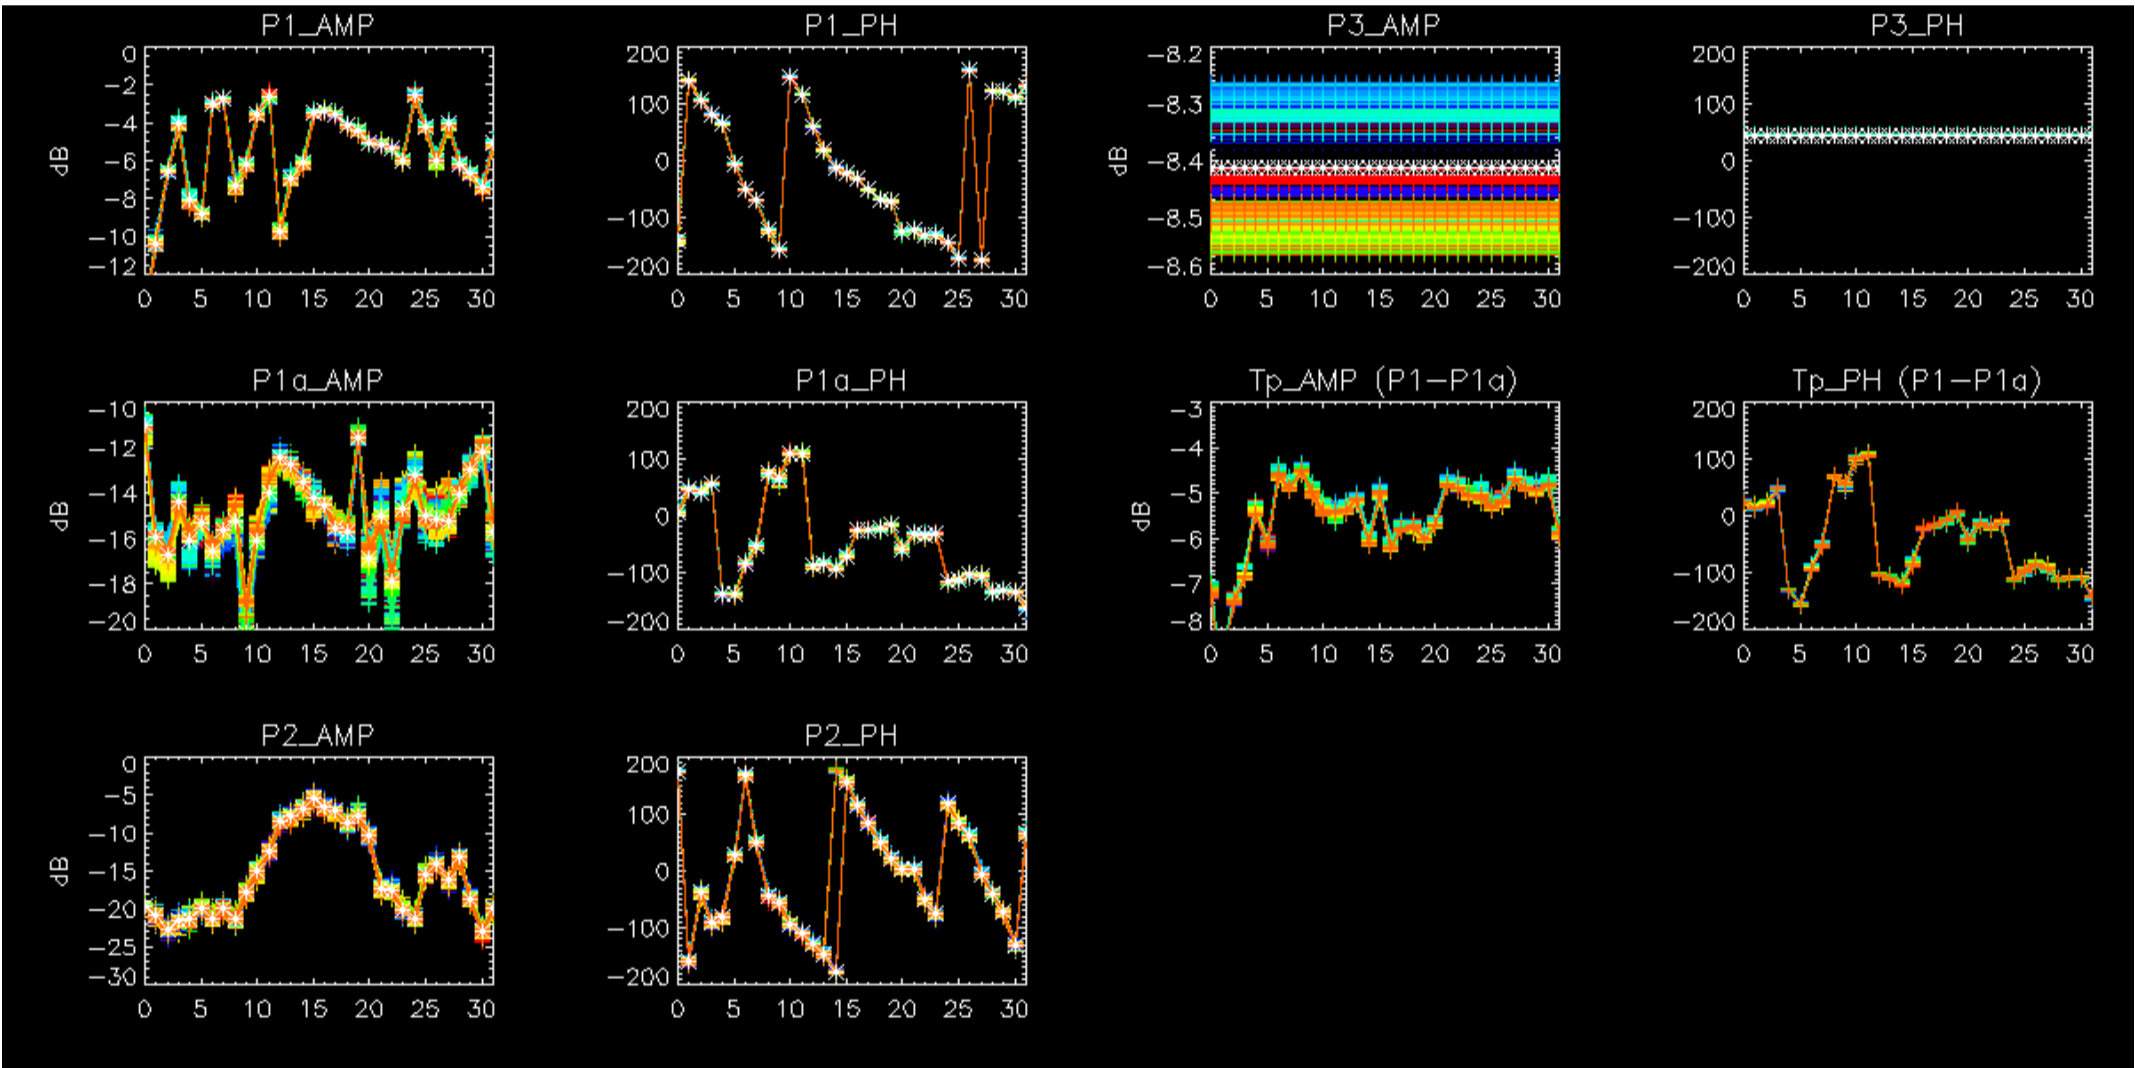 P1_AMP
P1_PH
P3_AMP
P3_PH
0
−2
−4
−6
−8
−10
−12
dB
0 5 10 15 20 25 30
200
100
0
−100
−200
0 5 10 15 20 25 30
−8.2
−8.3
−8.4
−8.5
−8.6
dB
0 5 10 15 20 25 30
200
100
0
−100
−200
0 5 10 15 20 25 30
P1a_AMP
P1a_PH
Tp_AMP (P1−P1a)
Tp_PH (P1−P1a)
−10
−12
−14
−16
−18
−20
dB
0 5 10 15 20 25 30
200
100
0
−100
−200
0 5 10 15 20 25 30
−3
−4
−5
−6
−7
−8
dB
0 5 10 15 20 25 30
200
100
0
−100
−200
0 5 10 15 20 25 30
P2_AMP
P2_PH
0
−5
−10
−15
−20
−25
−30
dB
0 5 10 15 20 25 30
200
100
0
−100
−200
0 5 10 15 20 25 30